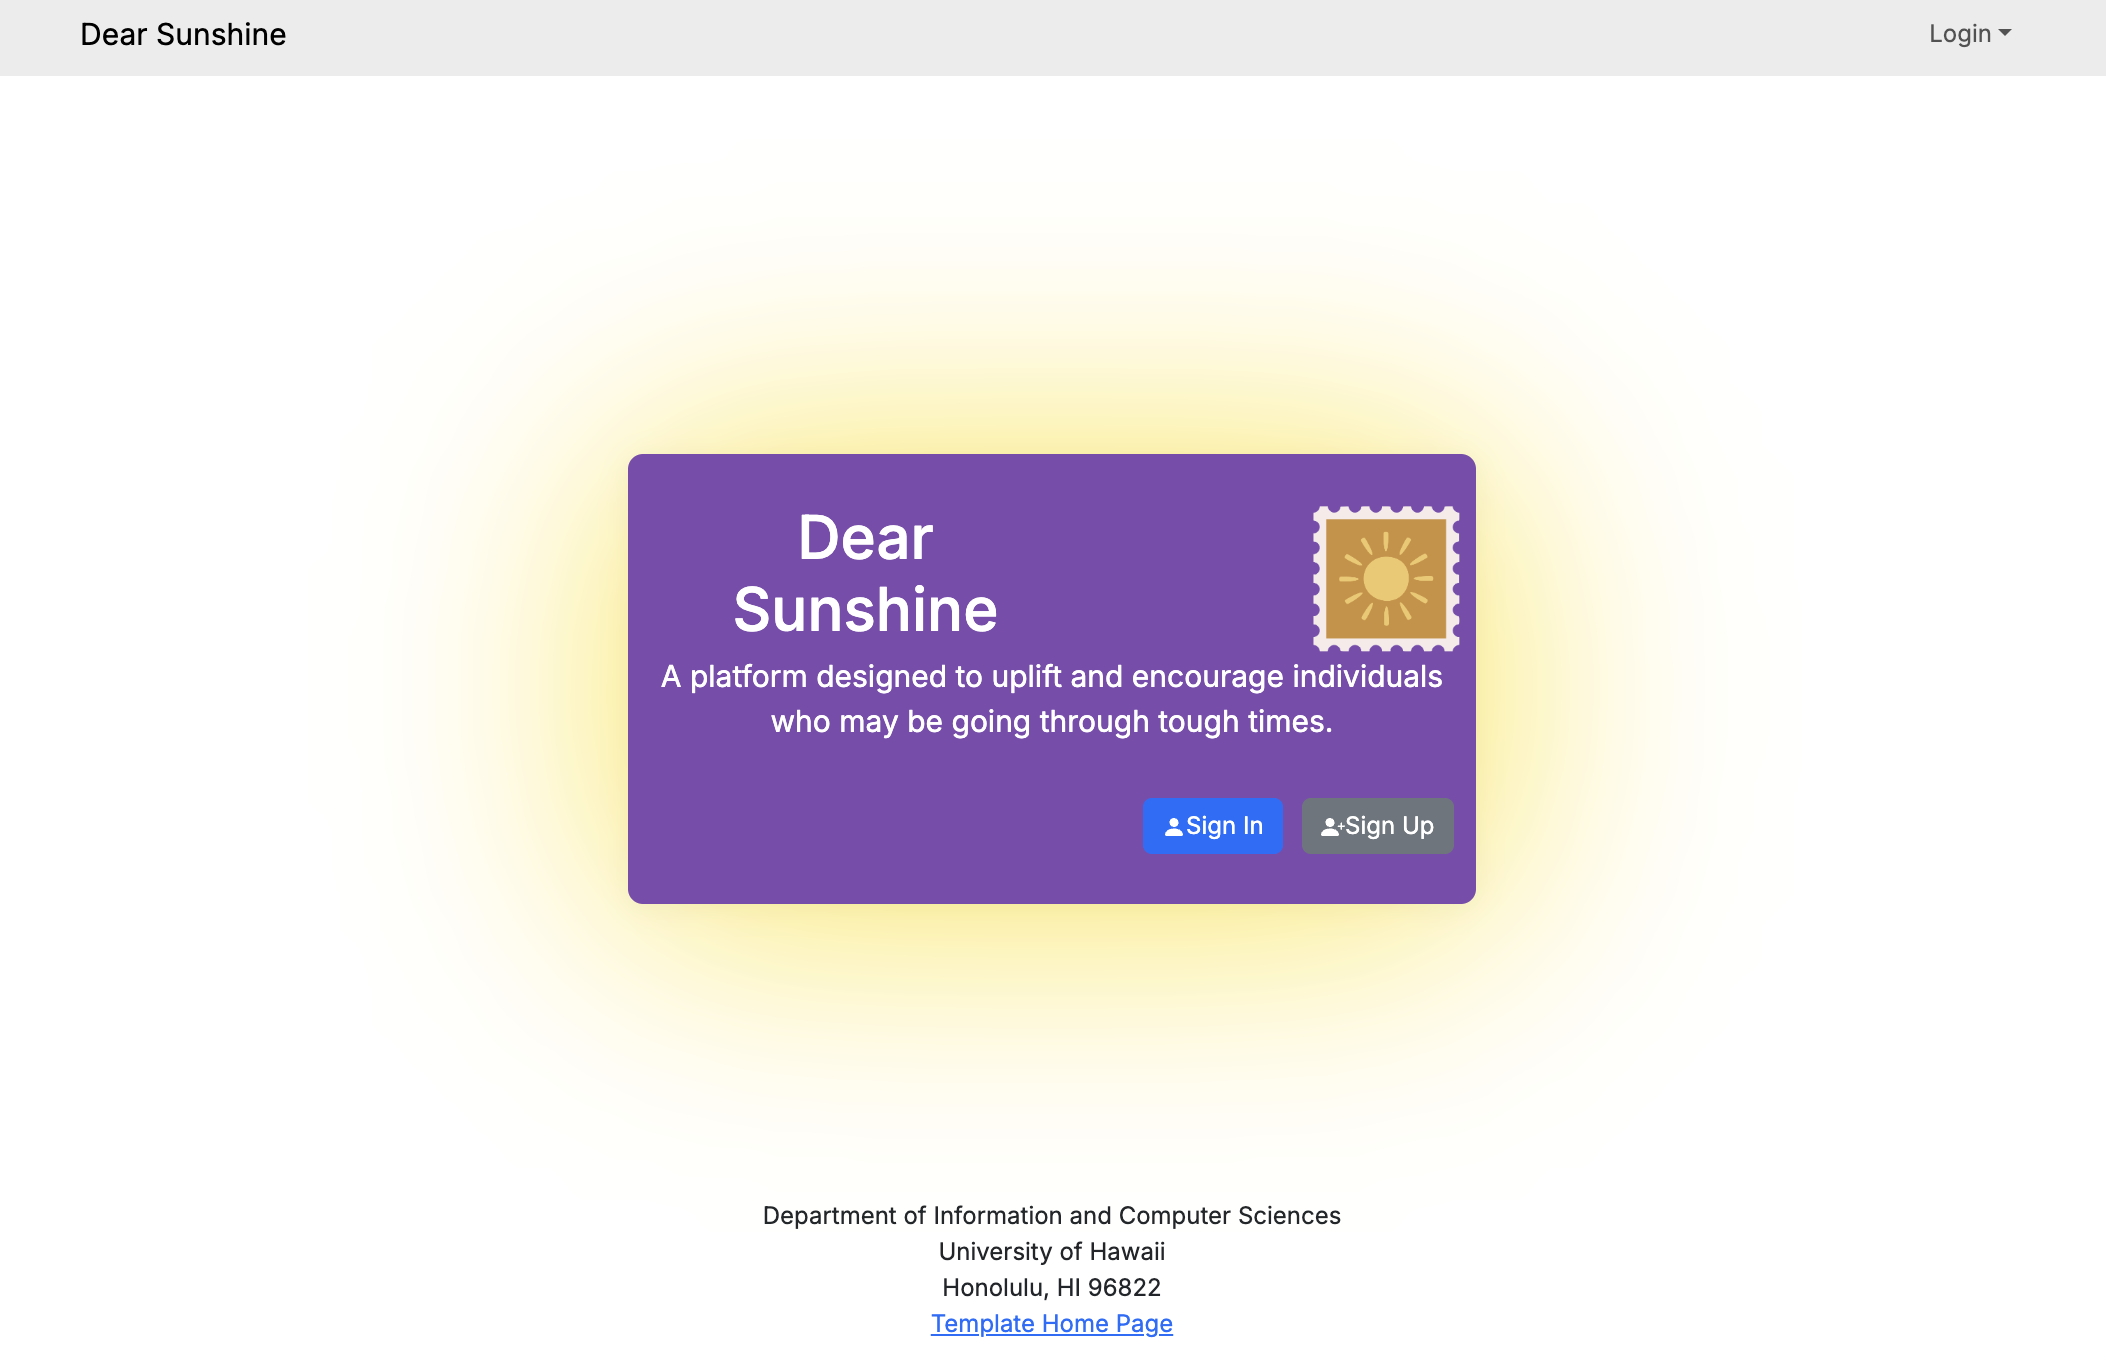 Dear Sunshine
Login
Dear
Sunshine
A platform designed to uplift and encourage individuals
who may be going through tough times.
Sign In
Sign Up
Department of Information and Computer Sciences
University of Hawaii
Honolulu, HI 96822
Template Home Page